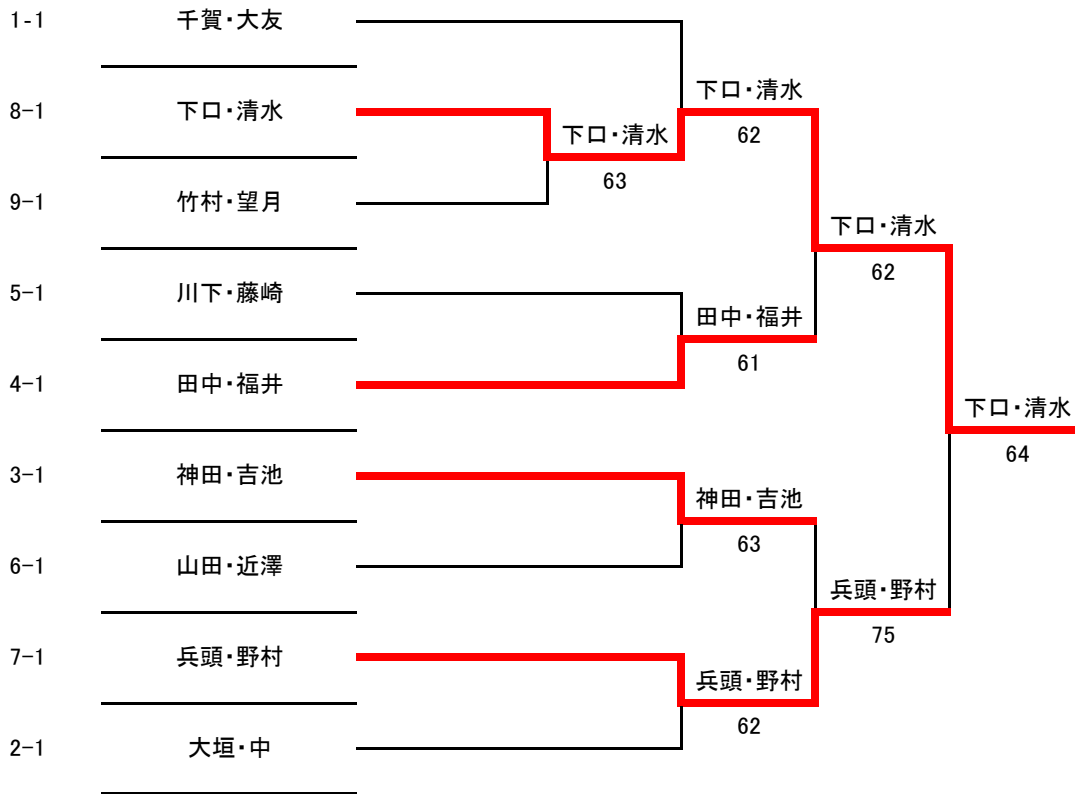 1-1 千賀・大友
下口・清水
8-1 下口・清水
下口・清水 62
63
9-1 竹村・望月
下口・清水
62
5-1 川下・藤崎
田中・福井
61
4-1 田中・福井
下口・清水
64
3-1 神田・吉池
神田・吉池
63
6-1 山田・近澤
兵頭・野村
75
7-1 兵頭・野村
兵頭・野村
62
2-1 大垣・中